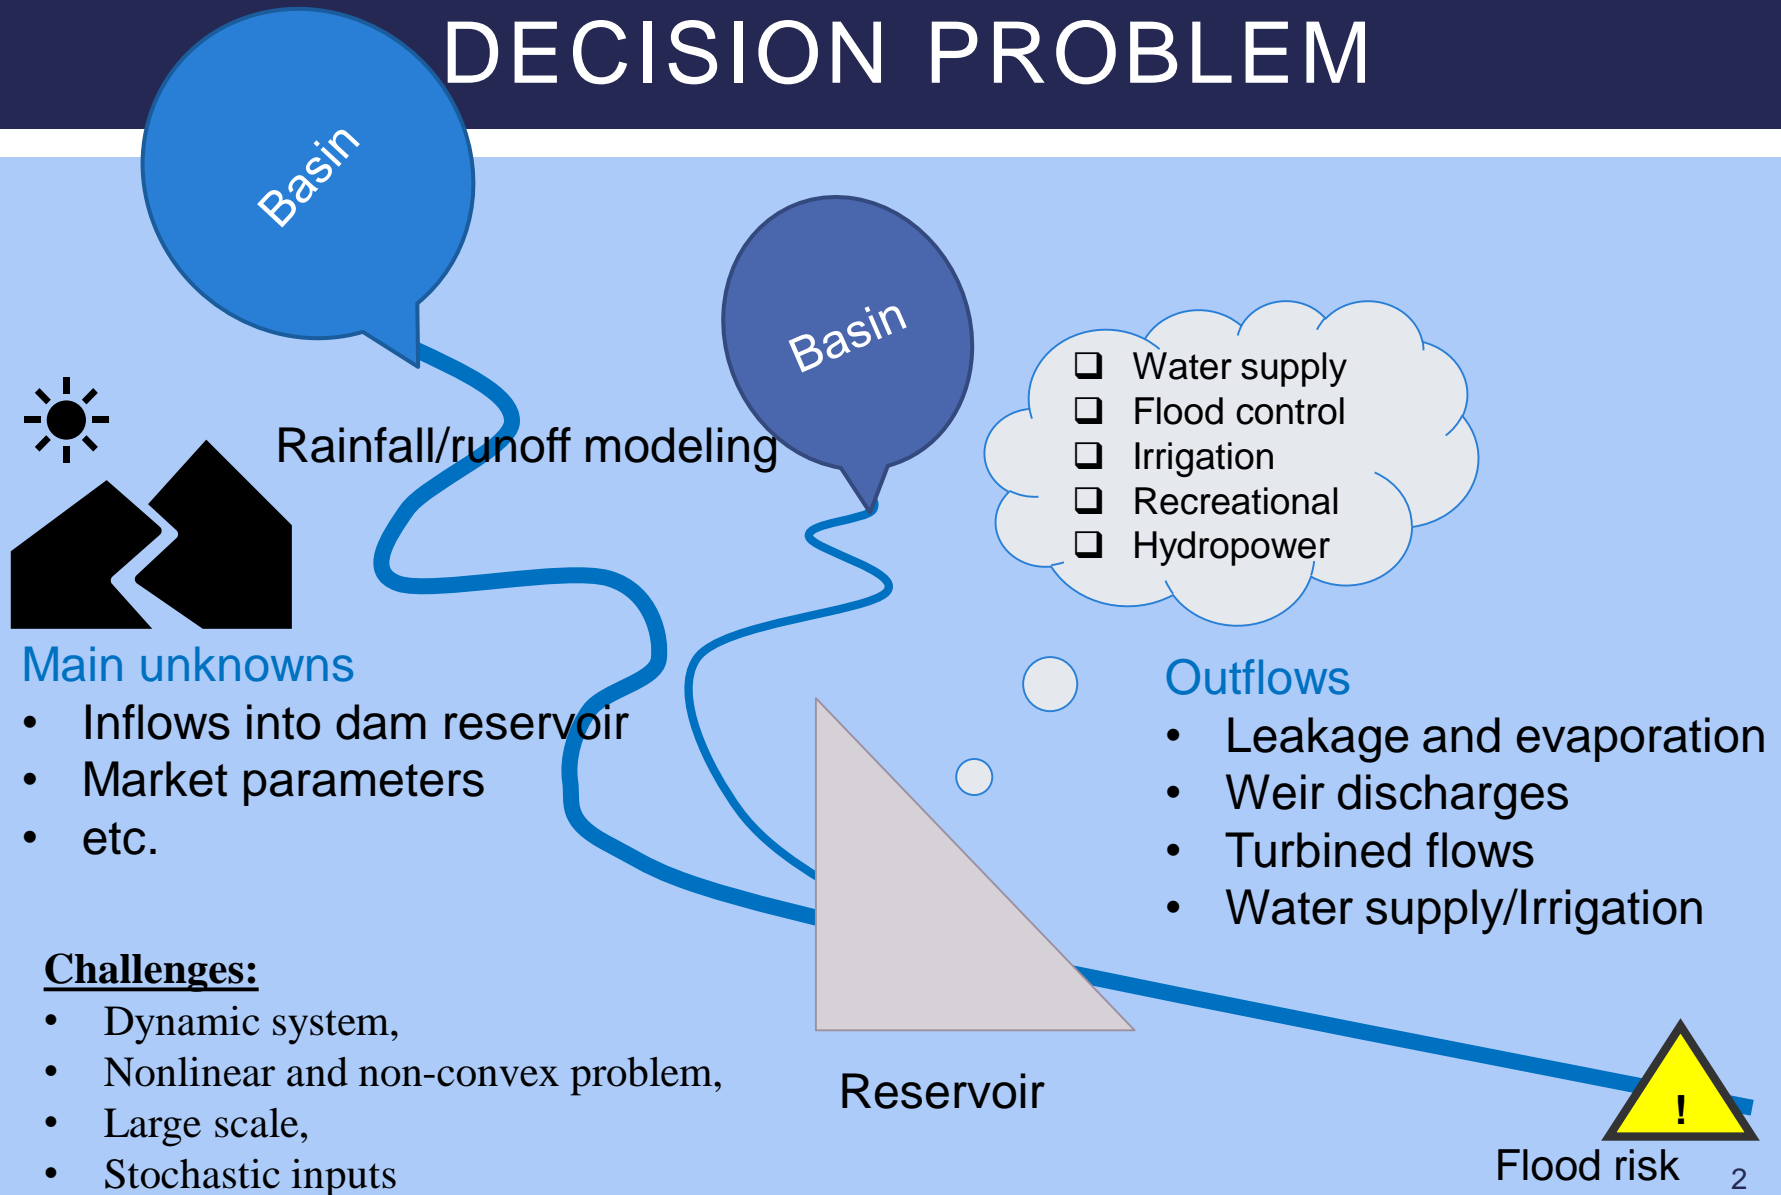 DECISION PROBLEM
Basin
Basin
Rainfall/runoff modeling
❑ Water supply
❑ Flood control
❑ Irrigation
❑ Recreational
❑ Hydropower
Main unknowns
• Inflows into dam reservoir
• Market parameters
• etc.
Outflows
• Leakage and evaporation
• Weir discharges
• Turbined flows
• Water supply/Irrigation
Challenges:
• Dynamic system,
• Nonlinear and non-convex problem,
• Large scale,
• Stochastic inputs
Reservoir
!
Flood risk
2